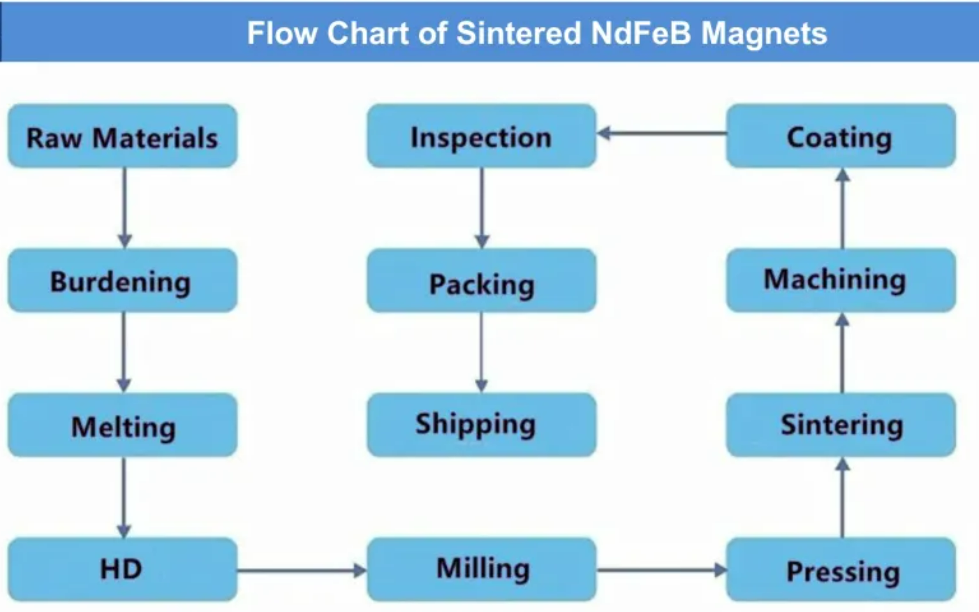 Flow Chart of Sintered NdFeB Magnets
Raw Materials
Burdening
Melting
HD
Milling
Pressing
Sintering
Machining
Coating
Inspection
Packing
Shipping